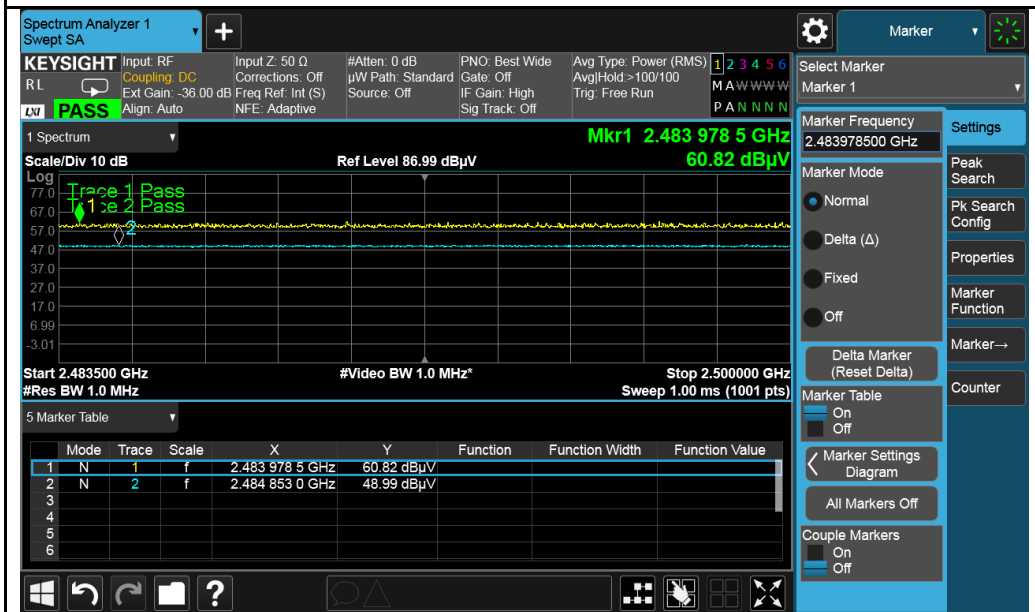 Spectrum Analyzer 1
Swept SA
Marker
KEYSIGHT Input: RF Input Z: 50 Ω #Atten: 0 dB PNO: Best Wide Avg Type: Power (RMS) 1 2 3 4 5 6
R L Coupling: DC Corrections: Off µW Path: Standard Gate: Off Avg|Hold:>100/100 M A W W W W
Ext Gain: -36.00 dB Freq Ref: Int (S) Source: Off IF Gain: High Trig: Free Run
LXI PASS Align: Auto NFE: Adaptive Sig Track: Off P A N N N N
1 Spectrum
Mkr1 2.483 978 5 GHz
Scale/Div 10 dB Ref Level 86.99 dBµV 60.82 dBµV
Log
77.0 Trace 1 Pass
67.0 Trace 2 Pass
1
57.0
2
47.0
37.0
27.0
17.0
6.99
-3.01
Start 2.483500 GHz #Video BW 1.0 MHz* Stop 2.500000 GHz
#Res BW 1.0 MHz Sweep 1.00 ms (1001 pts)
5 Marker Table
Mode Trace Scale X Y Function Function Width Function Value
1 N 1 f 2.483 978 5 GHz 60.82 dBµV
2 N 2 f 2.484 853 0 GHz 48.99 dBµV
3
4
5
6
?
Select Marker
Marker 1
Marker Frequency
2.483978500 GHz
Marker Mode
Normal
Delta (Δ)
Fixed
Off
Delta Marker
(Reset Delta)
Marker Table
On
Off
Marker Settings
Diagram
All Markers Off
Couple Markers
On
Off
Settings
Peak
Search
Pk Search
Config
Properties
Marker
Function
Marker→
Counter